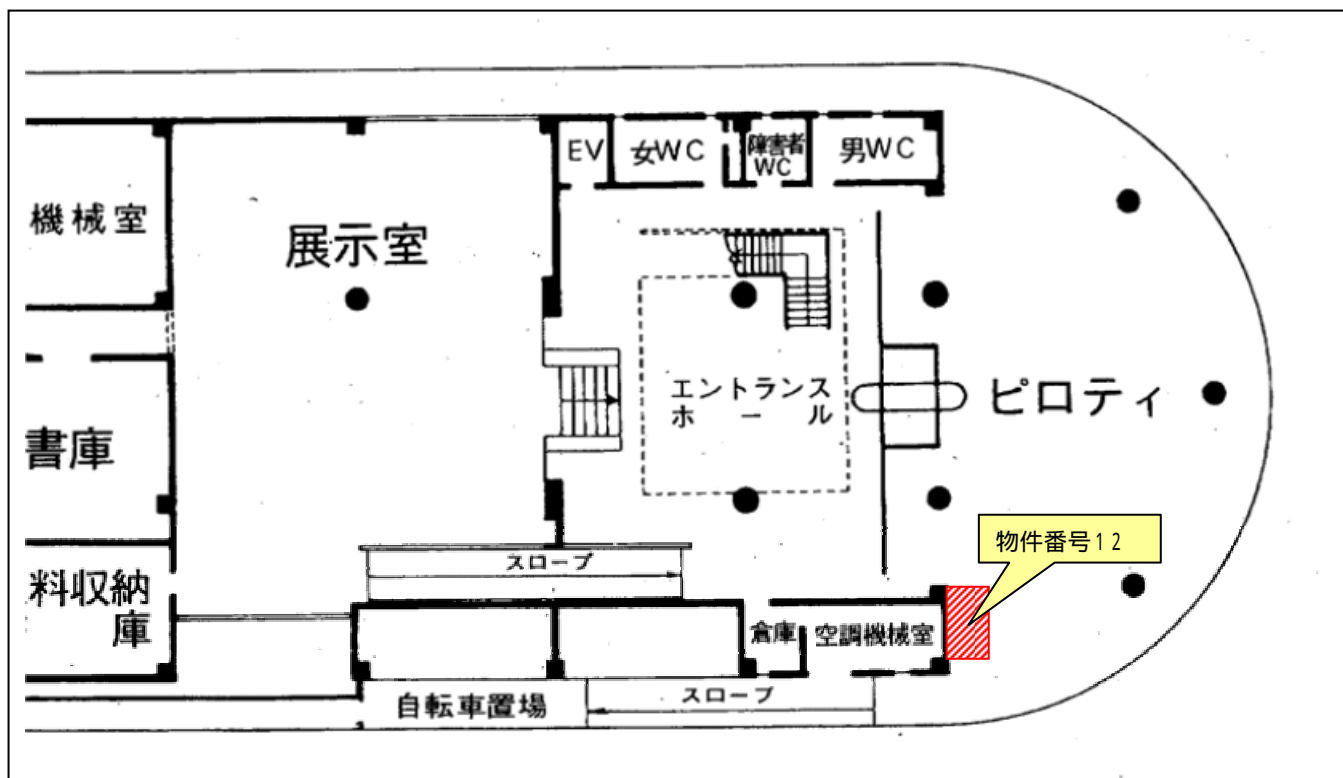 EV
女WC
障害者
WC
男WC
機械室
展示室
エントランス
ホール
ピロティ
書庫
物件番号12
スロープ
料収納
庫
倉庫
空調機械室
自転車置場
スロープ